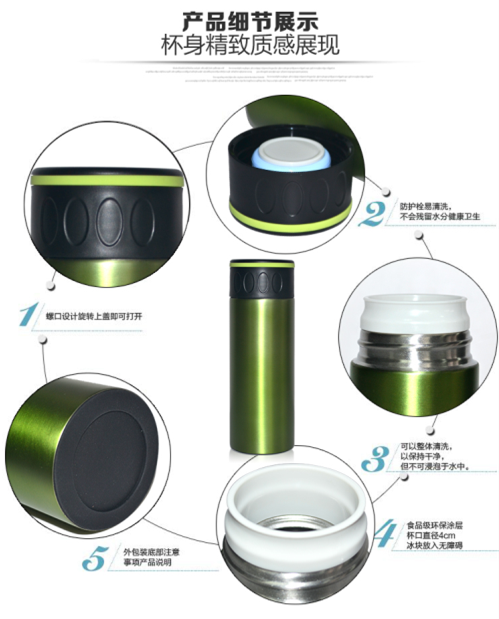 产品细节展示
杯身精致质感展现
1
螺口设计旋转上盖即可打开
2
防护栓易清洗,
不会残留水分健康卫生
3
可以整体清洗,
以保持干净,
但不可浸泡于水中。
4
食品级环保涂层
杯口直径4cm
冰块放入无障碍
5
外包装底部注意
事项产品说明